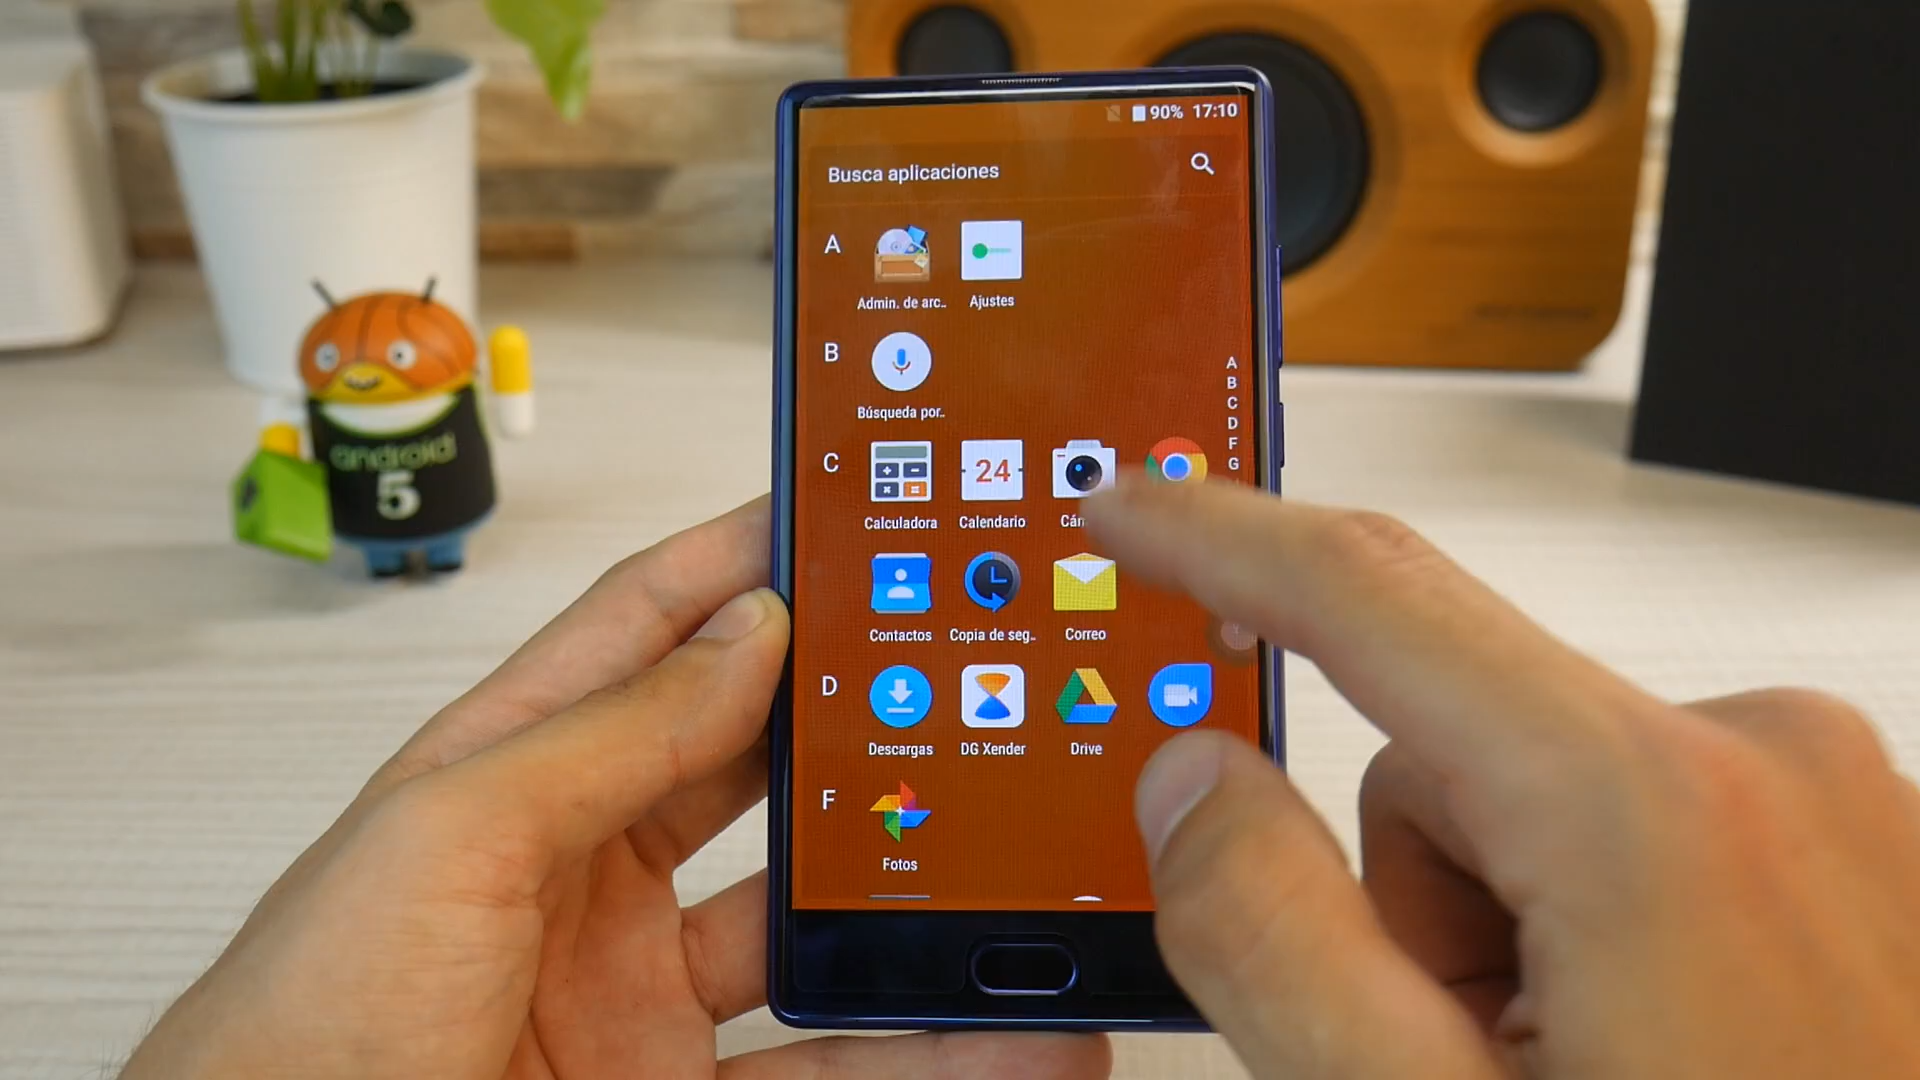 90% 17:10
Busca aplicaciones
A
Admin. de arc..
Ajustes
B
Búsqueda por..
C
24
Calculadora
Calendario
Contactos
Copia de seg..
Correo
D
Descargas
DG Xender
Drive
F
Fotos
A
B
C
D
F
G
android
5